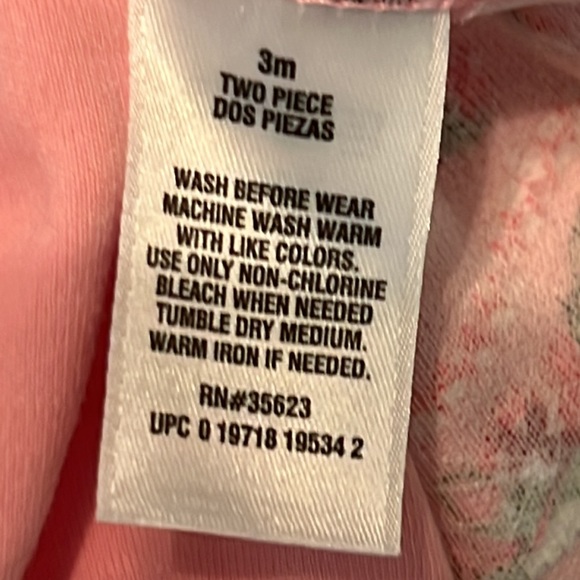 3m
TWO PIECE
DOS PIEZAS
WASH BEFORE WEAR
MACHINE WASH WARM
WITH LIKE COLORS.
USE ONLY NON-CHLORINE
BLEACH WHEN NEEDED
TUMBLE DRY MEDIUM.
WARM IRON IF NEEDED.
RN#35623
UPC 0 19718 19534 2